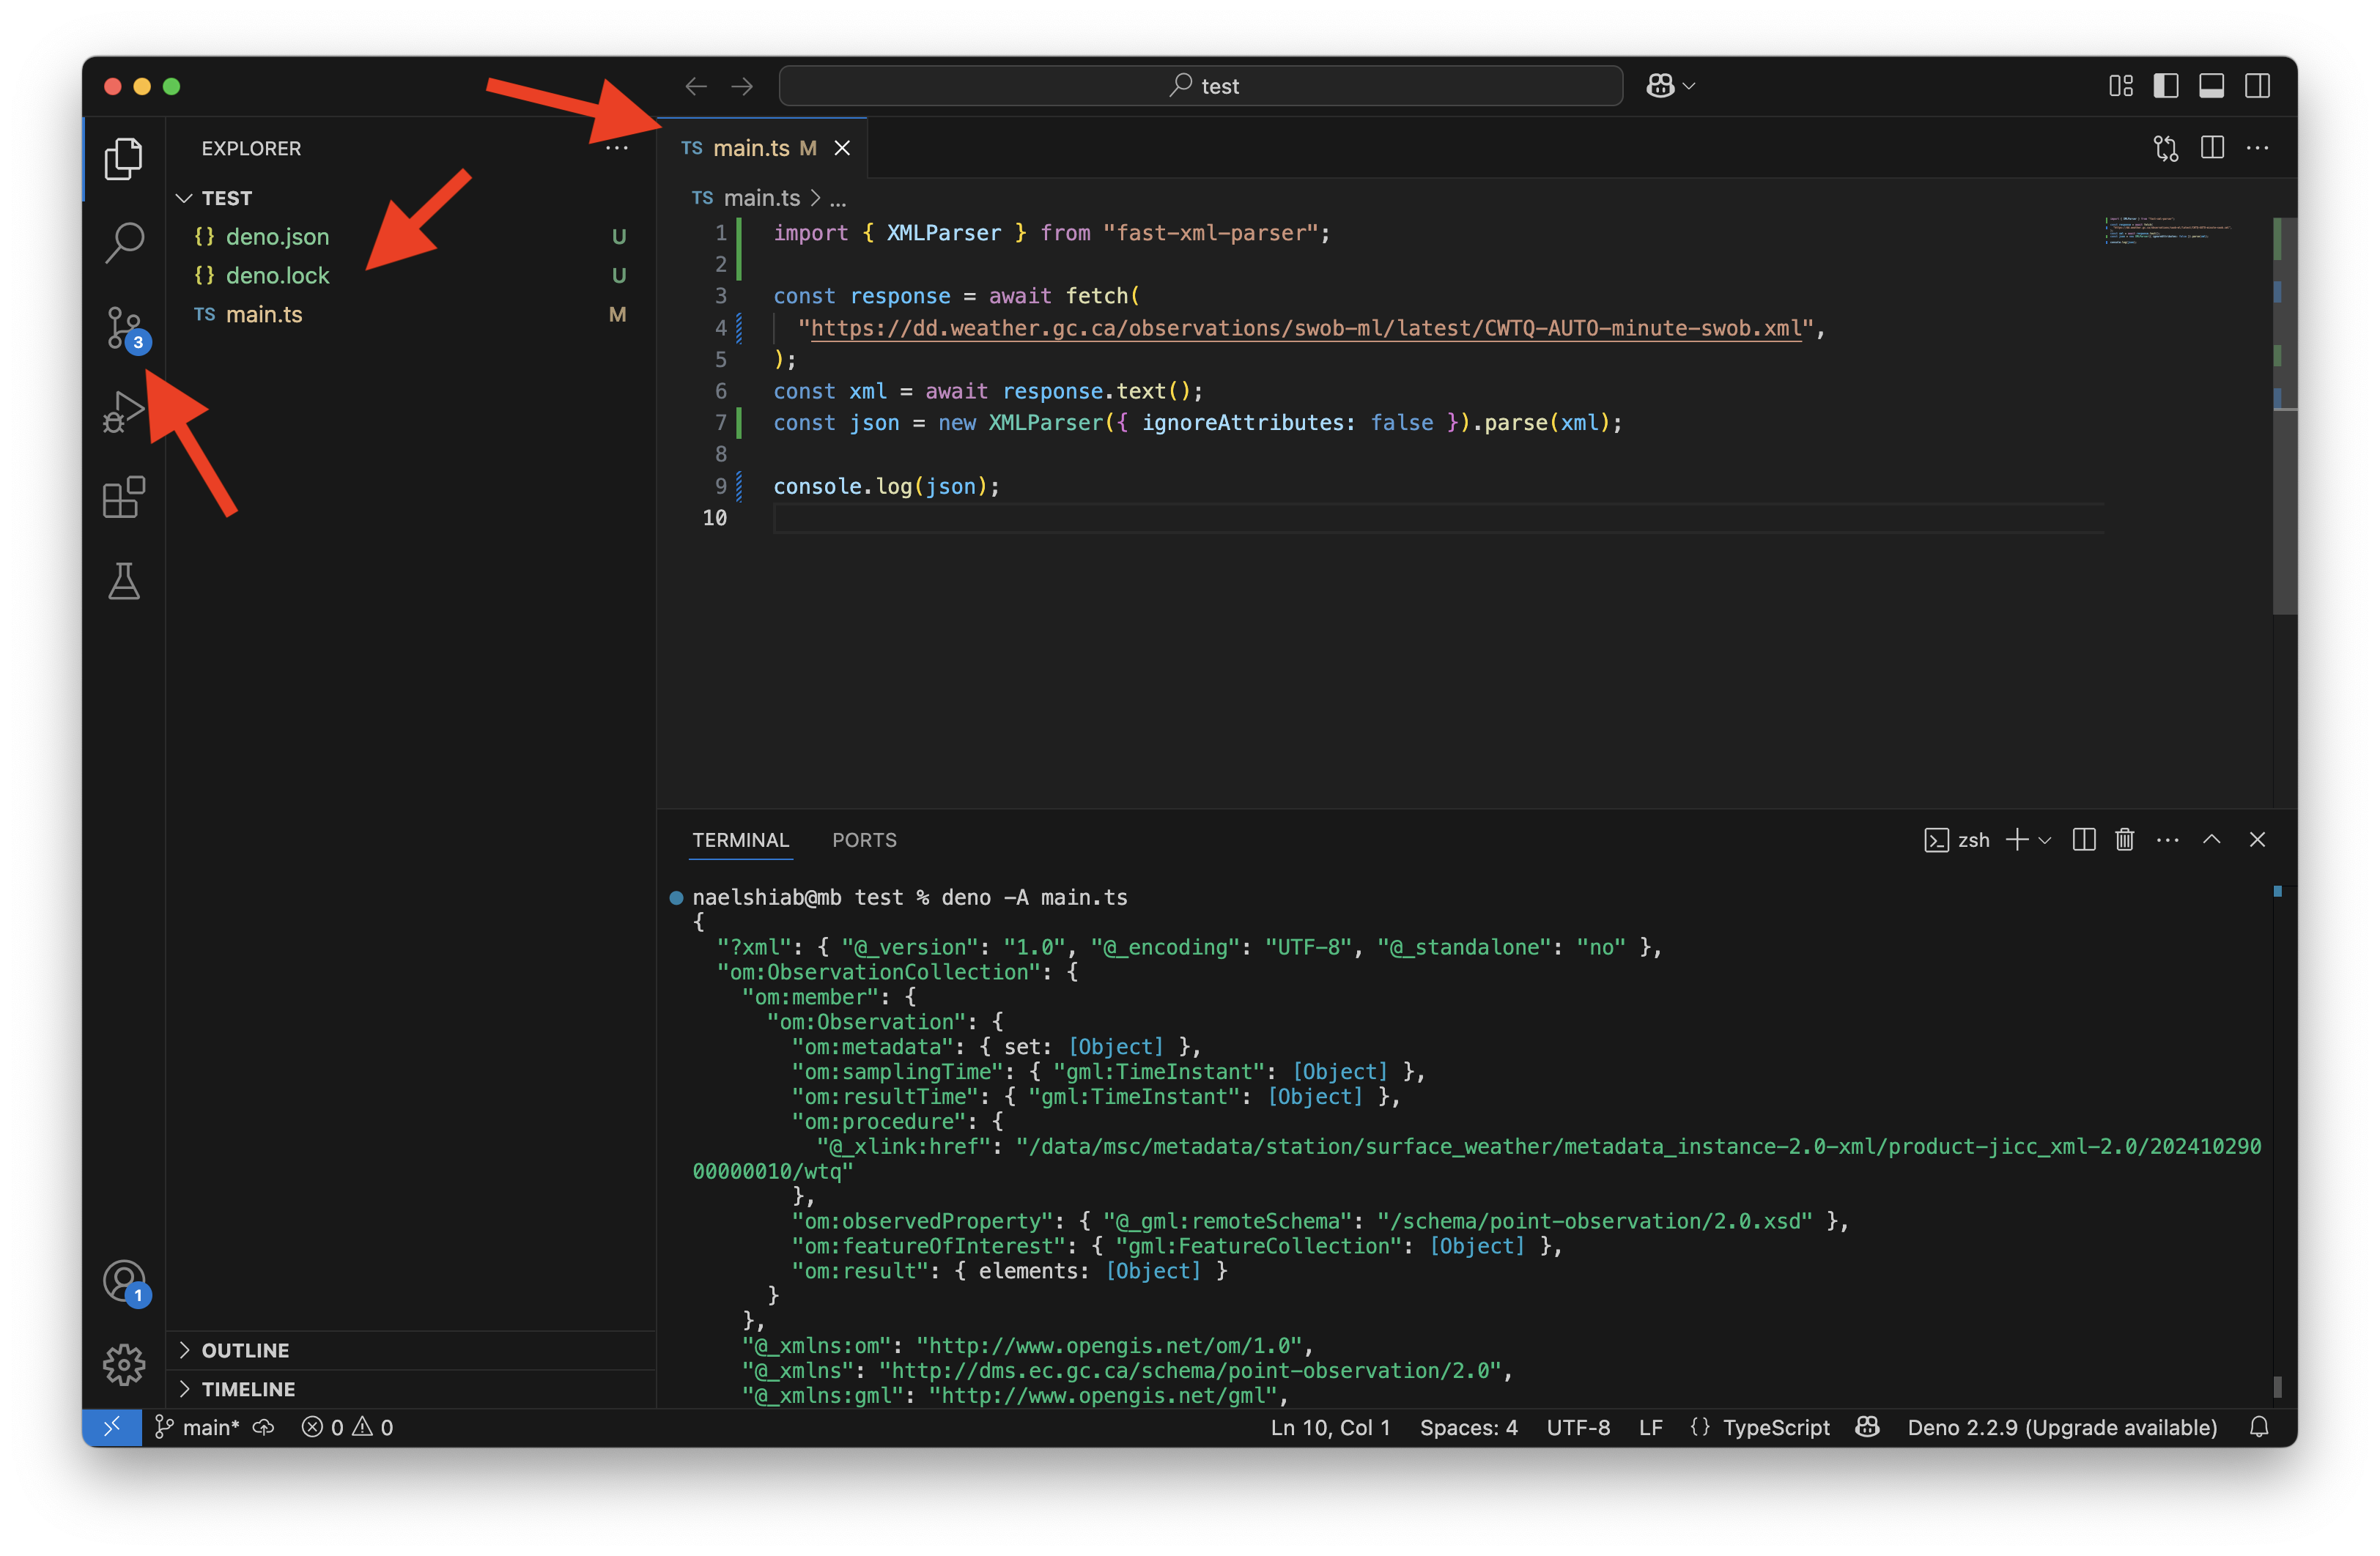 test
EXPLORER
...
TS main.ts M
...
TEST
{} deno.json U
{} deno.lock U
TS main.ts M
3
TS main.ts > ...
1 import { XMLParser } from "fast-xml-parser";
2
3 const response = await fetch(
4 "https://dd.weather.gc.ca/observations/swob-ml/latest/CWTQ-AUTO-minute-swob.xml",
5 );
6 const xml = await response.text();
7 const json = new XMLParser({ ignoreAttributes: false }).parse(xml);
8
9 console.log(json);
10
TERMINAL PORTS
zsh
naelshiab@mb test % deno -A main.ts
{
"?xml": { "@_version": "1.0", "@_encoding": "UTF-8", "@_standalone": "no" },
"om:ObservationCollection": {
"om:member": {
"om:Observation": {
"om:metadata": { set: [Object] },
"om:samplingTime": { "gml:TimeInstant": [Object] },
"om:resultTime": { "gml:TimeInstant": [Object] },
"om:procedure": {
"@_xlink:href": "/data/msc/metadata/station/surface_weather/metadata_instance-2.0-xml/product-jicc_xml-2.0/202410290
00000010/wtq"
},
"om:observedProperty": { "@_gml:remoteSchema": "/schema/point-observation/2.0.xsd" },
"om:featureOfInterest": { "gml:FeatureCollection": [Object] },
"om:result": { elements: [Object] }
}
},
"@_xmlns:om": "http://www.opengis.net/om/1.0",
"@_xmlns": "http://dms.ec.gc.ca/schema/point-observation/2.0",
"@_xmlns:gml": "http://www.opengis.net/gml",
1
OUTLINE
TIMELINE
main* 0 0
Ln 10, Col 1 Spaces: 4 UTF-8 LF {} TypeScript Deno 2.2.9 (Upgrade available)